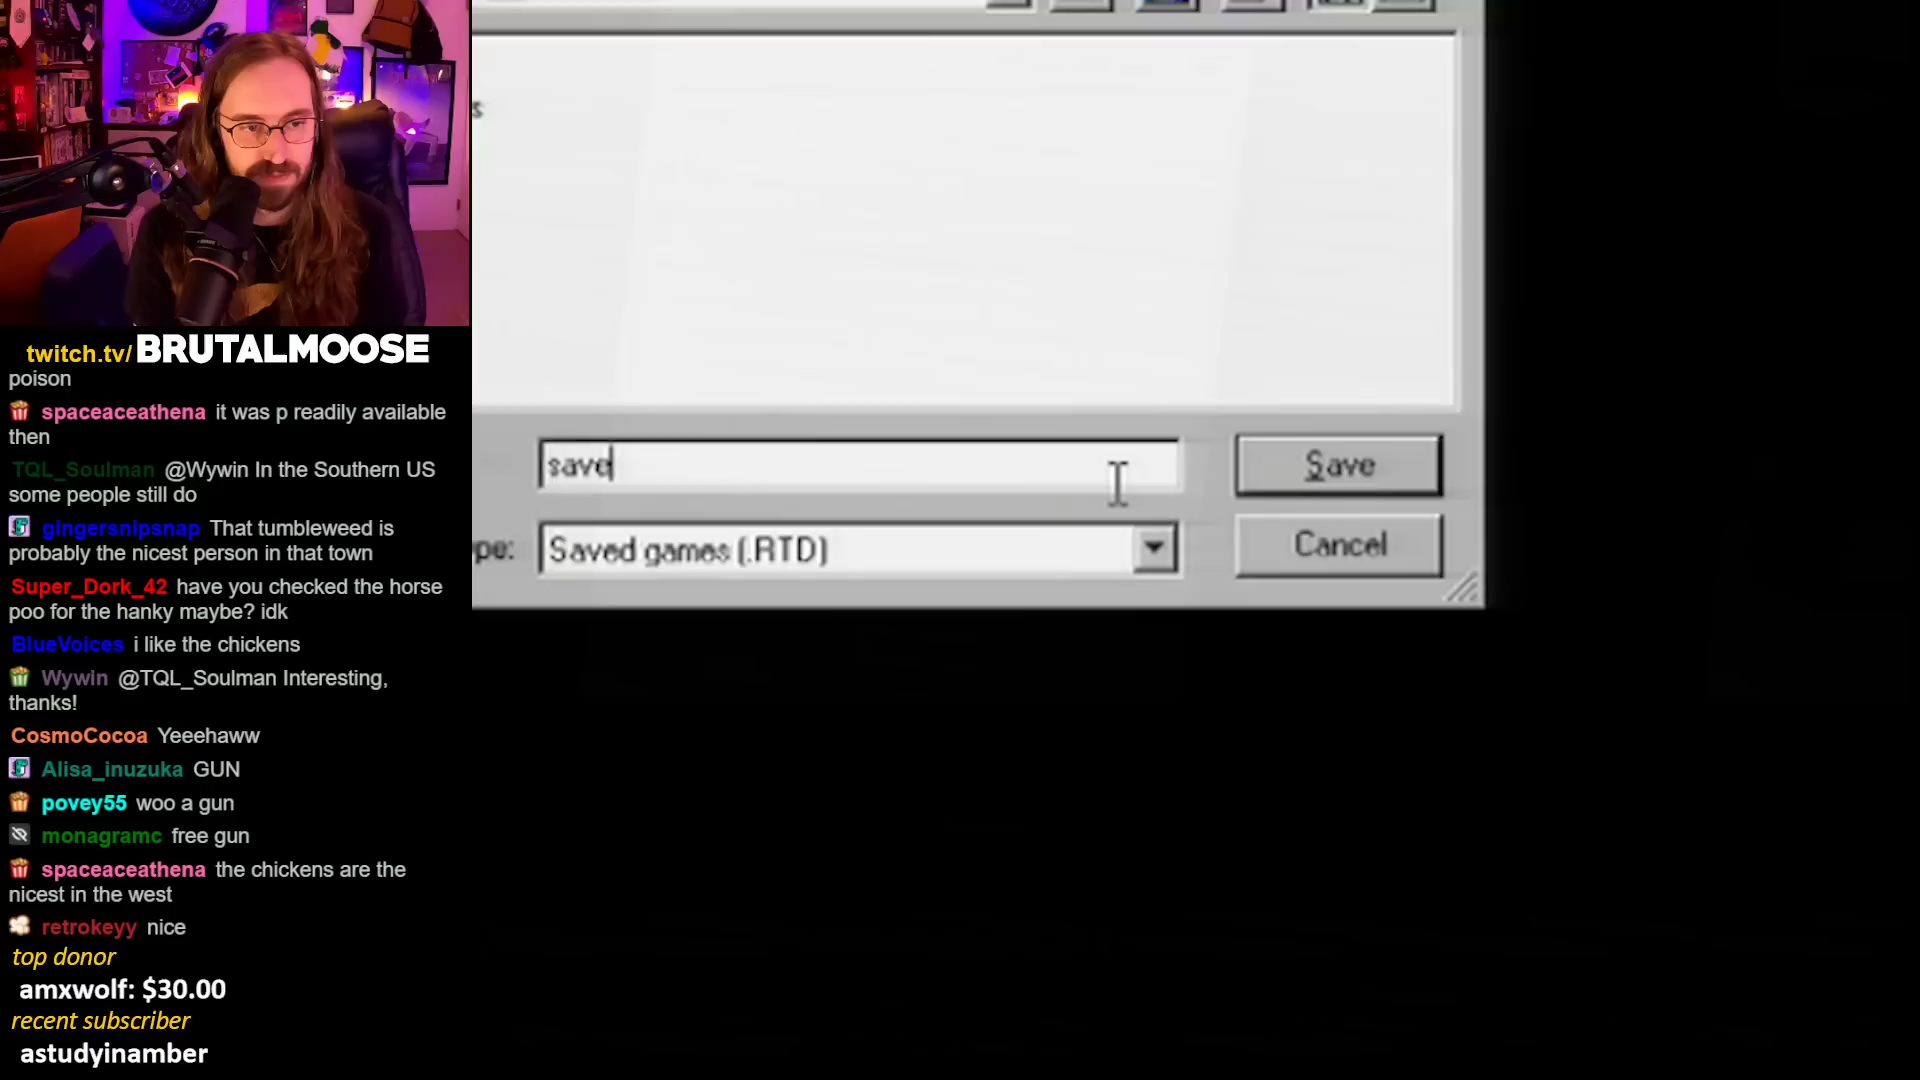 twitch.tv/BRUTALMOOSE
poison
spaceaceathena it was p readily available
then
TQL_Soulman @Wywin In the Southern US
some people still do
gingersnipsnap That tumbleweed is
probably the nicest person in that town
Super_Dork_42 have you checked the horse
poo for the hanky maybe? idk
BlueVoices i like the chickens
Wywin @TQL_Soulman Interesting,
thanks!
CosmoCocoa Yeeehaww
Alisa_inuzuka GUN
povey55 woo a gun
monagramc free gun
spaceaceathena the chickens are the
nicest in the west
retrokeyy nice
top donor
amxwolf: $30.00
recent subscriber
astudyinamber
s
save
Save
pe: Saved games (.RTD)
Cancel